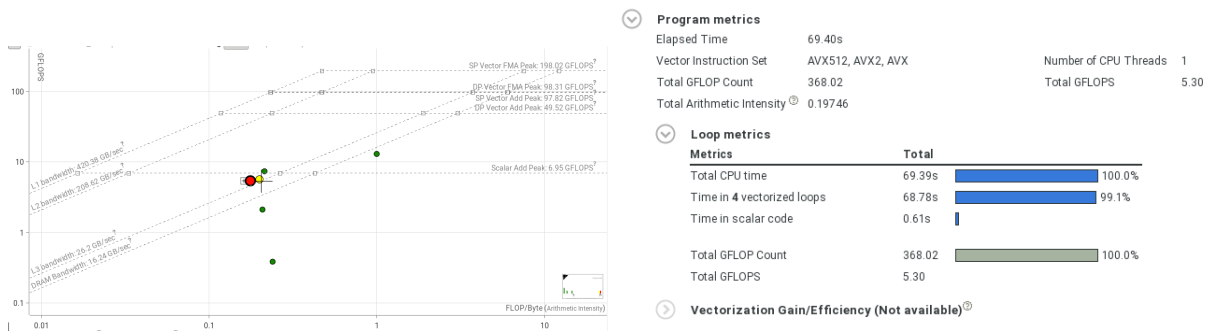 GFLOPS
100
10
1
0.1
SP Vector FMA Peak: 198.02 GFLOPS?
DP Vector FMA Peak: 98.31 GFLOPS?
SP Vector Add Peak: 97.82 GFLOPS?
DP Vector Add Peak: 49.52 GFLOPS?
Scalar Add Peak: 6.95 GFLOPS?
L1 bandwidth: 420.38 GB/sec?
L2 bandwidth: 208.62 GB/sec?
L3 bandwidth: 26.2 GB/sec?
DRAM Bandwidth: 16.24 GB/sec?
FLOP/Byte (Arithmetic Intensity)
0.01 0.1 1 10
Program metrics
Elapsed Time 69.40s
Vector Instruction Set AVX512, AVX2, AVX Number of CPU Threads 1
Total GFLOP Count 368.02 Total GFLOPS 5.30
Total Arithmetic Intensity ? 0.19746
Loop metrics
Metrics Total
Total CPU time 69.39s 100.0%
Time in 4 vectorized loops 68.78s 99.1%
Time in scalar code 0.61s
Total GFLOP Count 368.02 100.0%
Total GFLOPS 5.30
Vectorization Gain/Efficiency (Not available)?